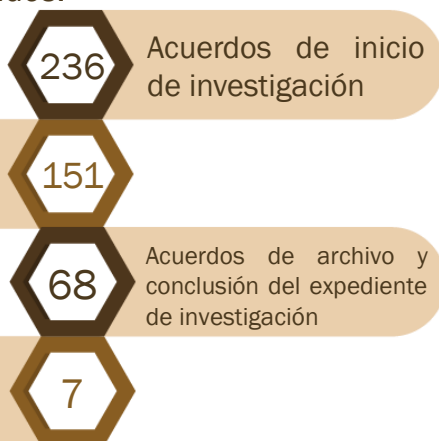 236
Acuerdos de inicio
de investigación
151
68
Acuerdos de archivo y
conclusión del expediente
de investigación
7